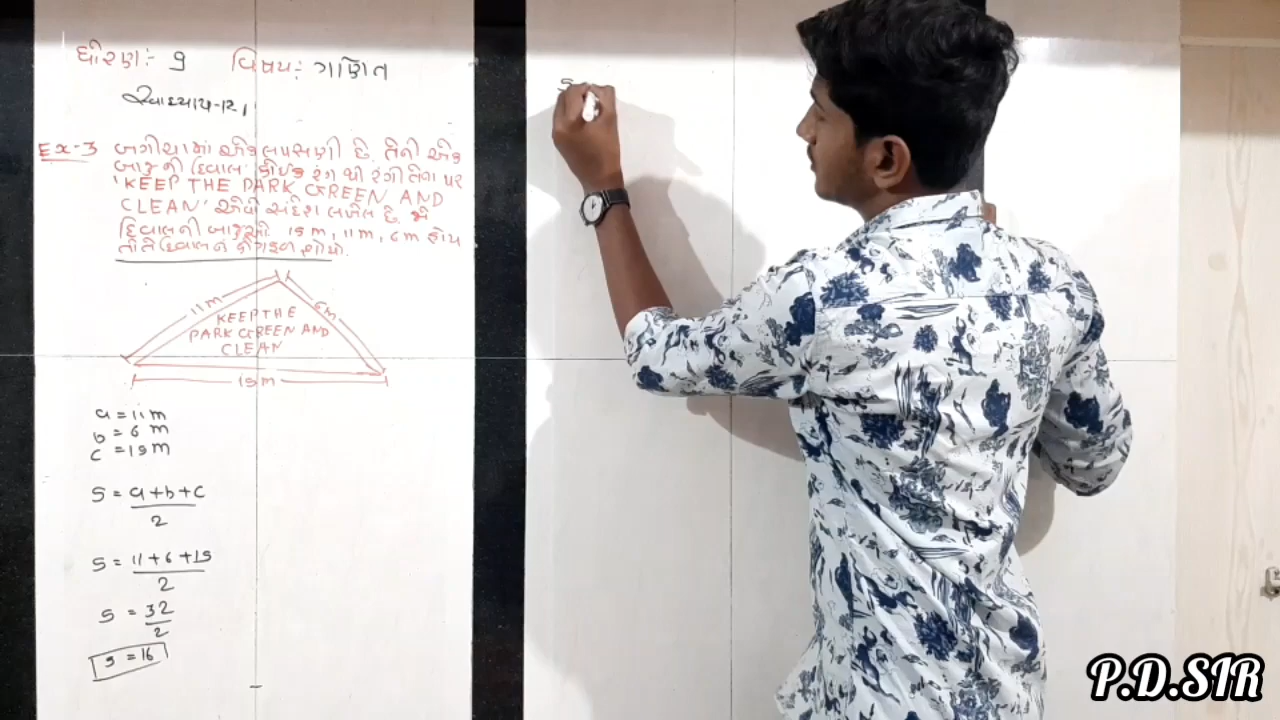 ધોરણ:- 9 વિષય:- ગણિત
સ્વાધ્યાય-12.1
Ex-3 બગીચામાં એક લપસણી છે. તેની એક
બાજુની દિવાલ કોઈક રંગ થી રંગી તેના પર
'KEEP THE PARK GREEN AND
CLEAN' એવો સંદેશ લખેલ છે. જો
દિવાલની બાજુઓ 15m, 11m, 6m હોય
તો તે દિવાલનું ક્ષેત્રફળ શોધો.
11m
6m
KEEP THE
PARK GREEN AND
CLEAN
15m
a = 11m
b = 6m
c = 15m
S = a+b+c
2
S = 11+6+15
2
S = 32
2
S = 16
S
P.D.SIR